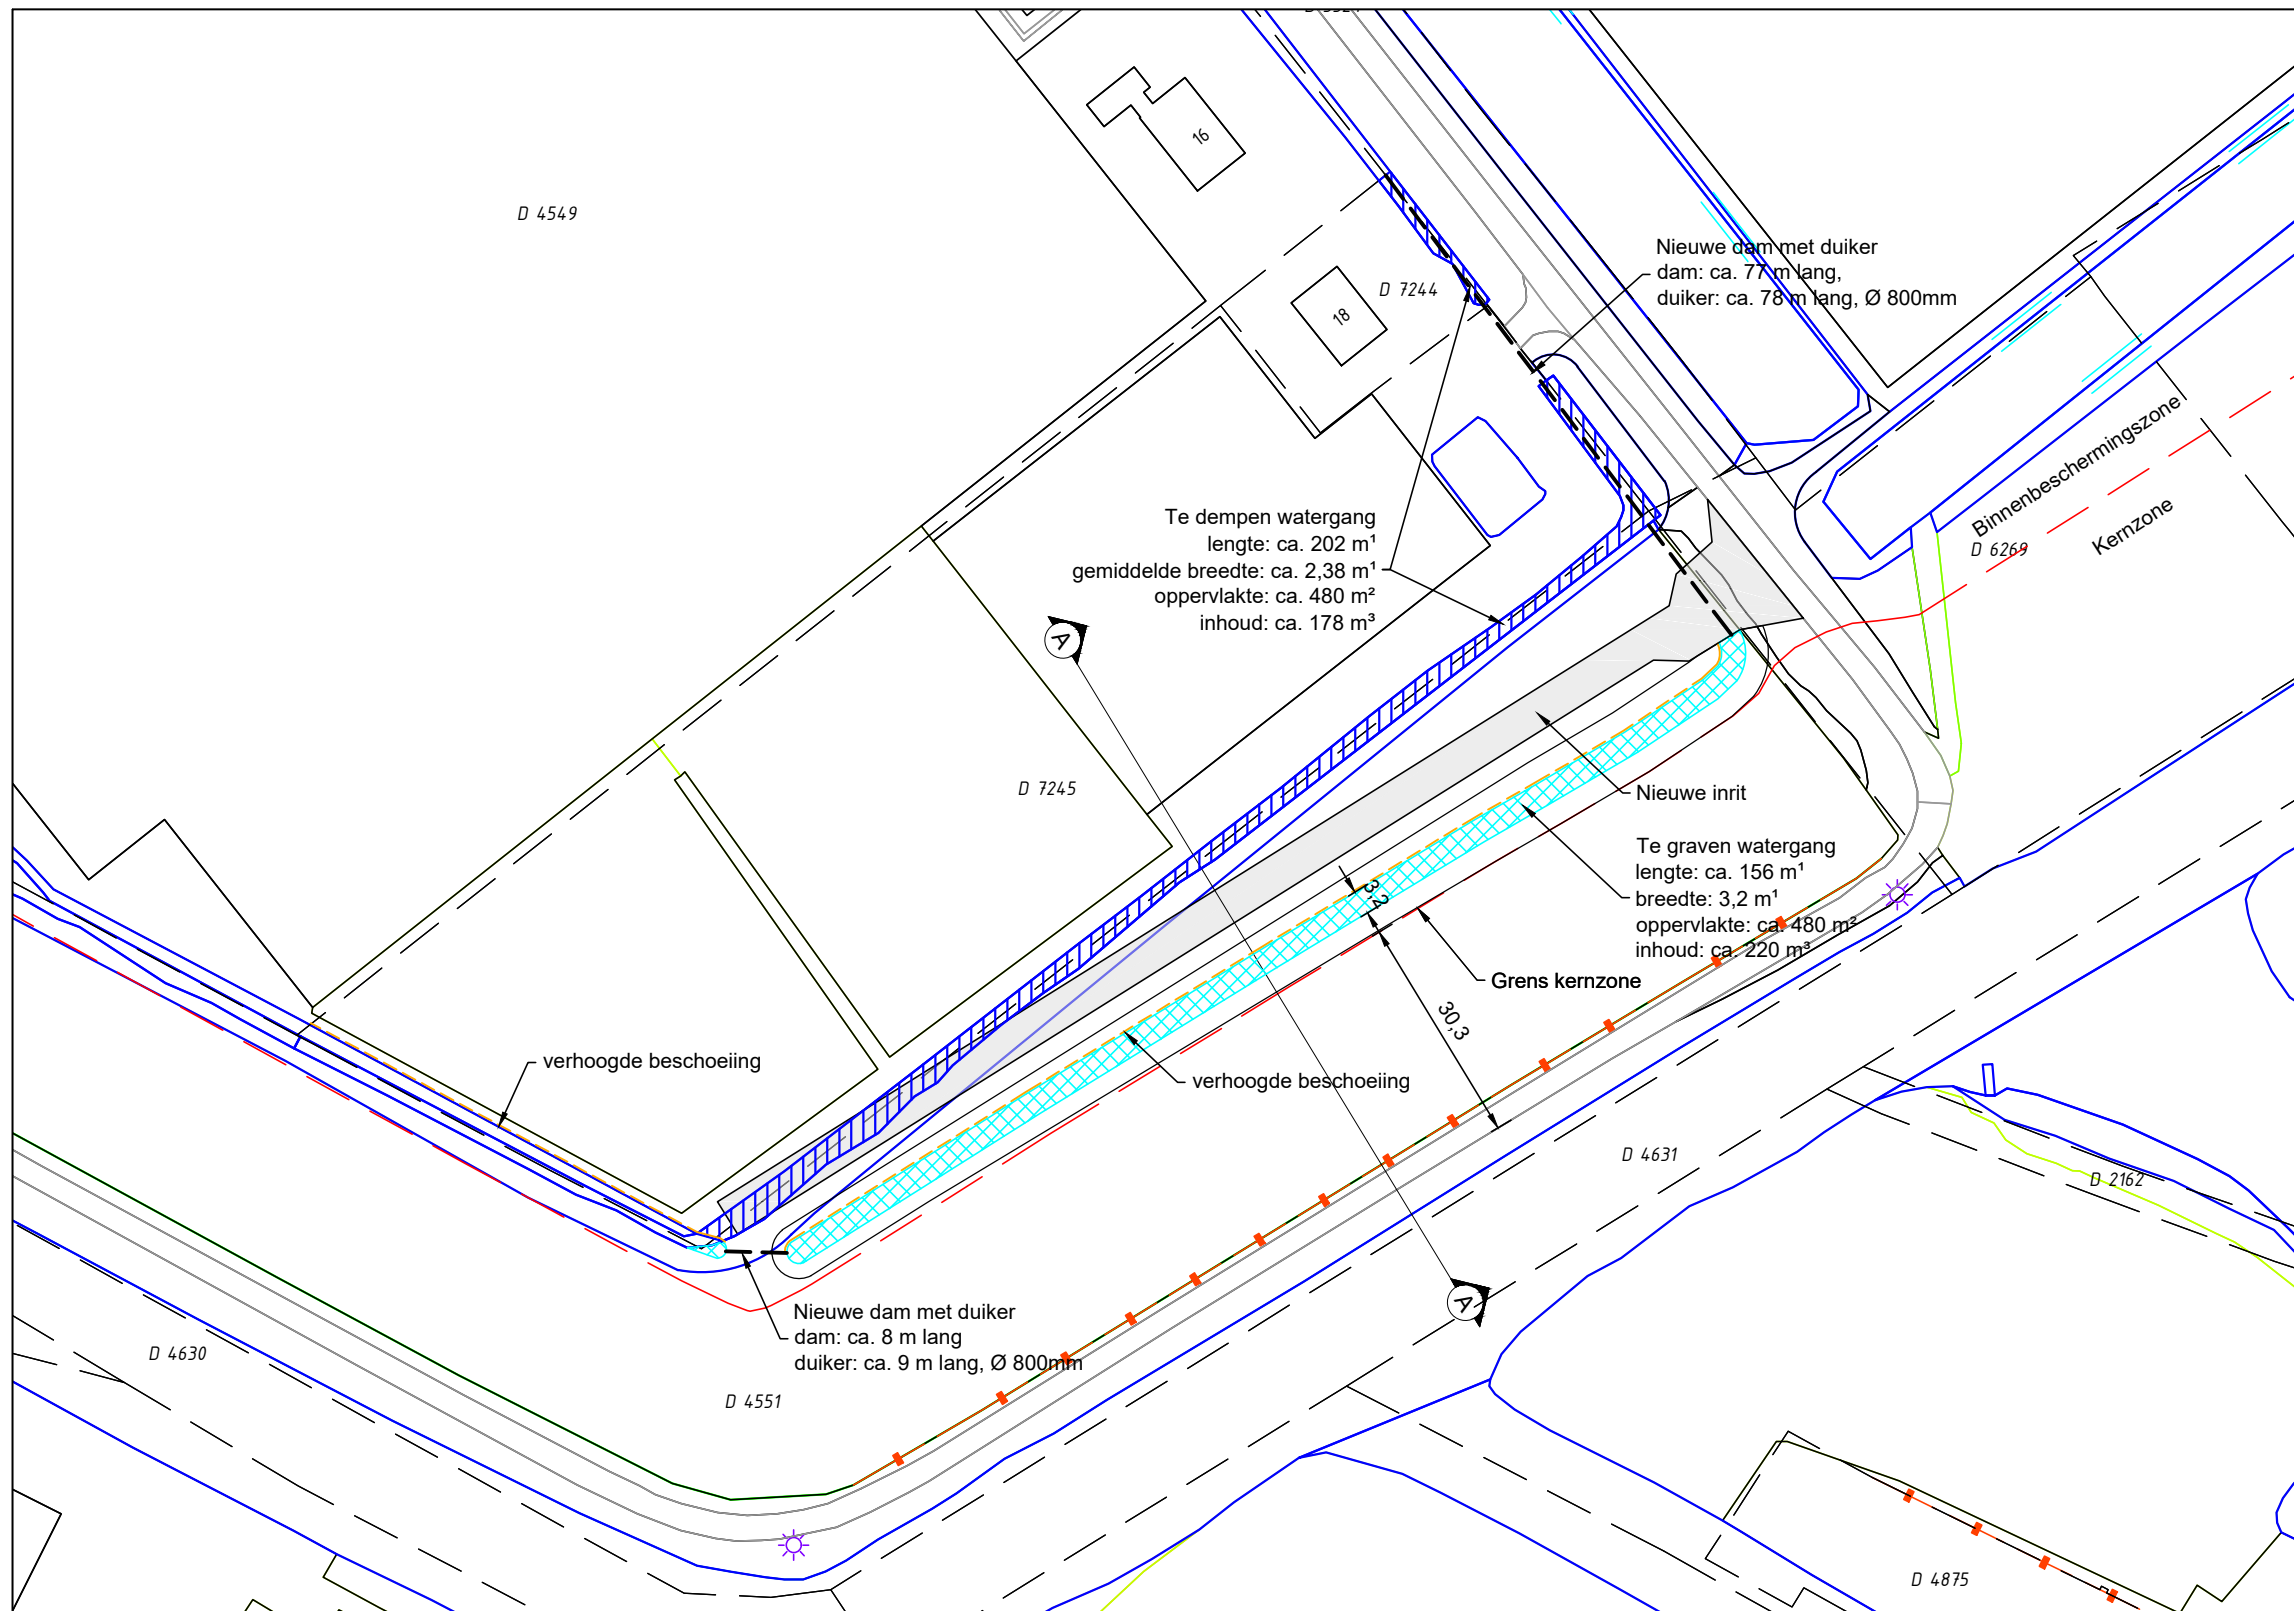 16
D 4549
Nieuwe dam met duiker
dam: ca. 77 m lang,
duiker: ca. 78 m lang, Ø 800mm
D 7244
18
Binnenbeschermingszone
Kernzone
D 6269
Te dempen watergang
lengte: ca. 202 m¹
gemiddelde breedte: ca. 2,38 m¹
oppervlakte: ca. 480 m²
inhoud: ca. 178 m³
A
D 7245
Nieuwe inrit
Te graven watergang
lengte: ca. 156 m¹
breedte: 3,2 m¹
oppervlakte: ca. 480 m²
inhoud: ca. 220 m³
3,2
Grens kernzone
30,3
verhoogde beschoeiing
verhoogde beschoeiing
D 4631
D 2162
A
Nieuwe dam met duiker
dam: ca. 8 m lang
duiker: ca. 9 m lang, Ø 800mm
D 4630
D 4551
D 4875